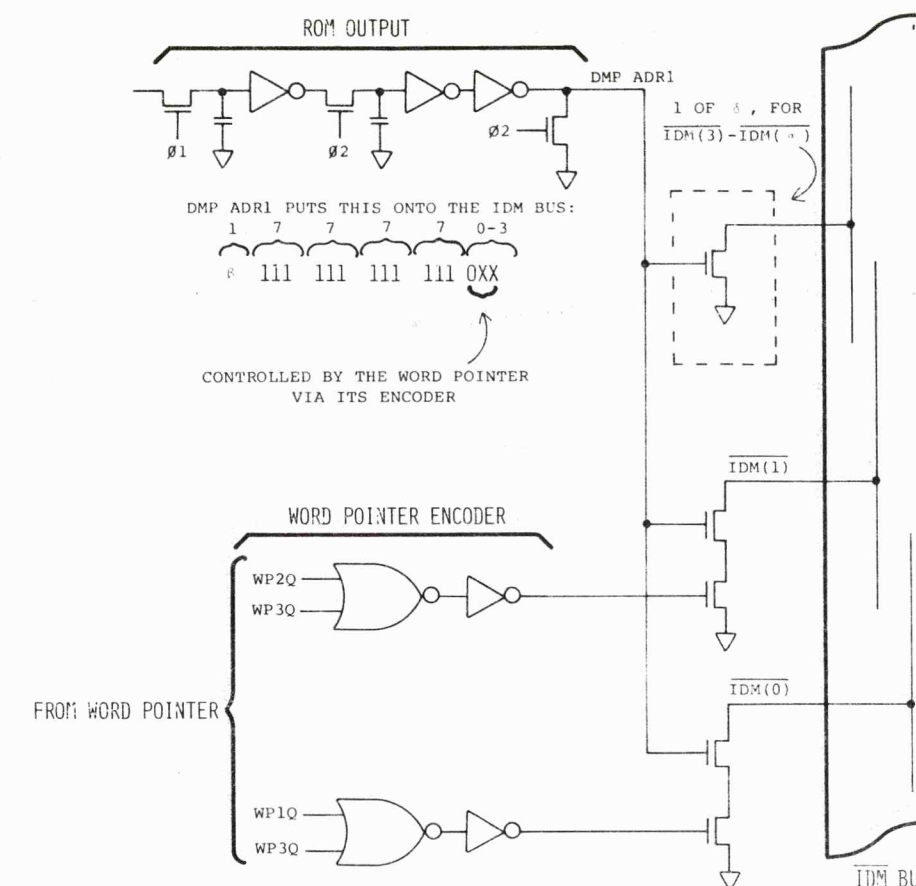 ROM OUTPUT
DMP ADR1
Ø1
Ø2
Ø2
1 OF , FOR
IDM(3)-IDM( )
DMP ADR1 PUTS THIS ONTO THE IDM BUS:
1 7 7 7 7 0-3
111 111 111 111 0XX
CONTROLLED BY THE WORD POINTER
VIA ITS ENCODER
IDM(1)
WORD POINTER ENCODER
WP2Q
WP3Q
IDM(0)
FROM WORD POINTER
WP1Q
WP3Q
IDM